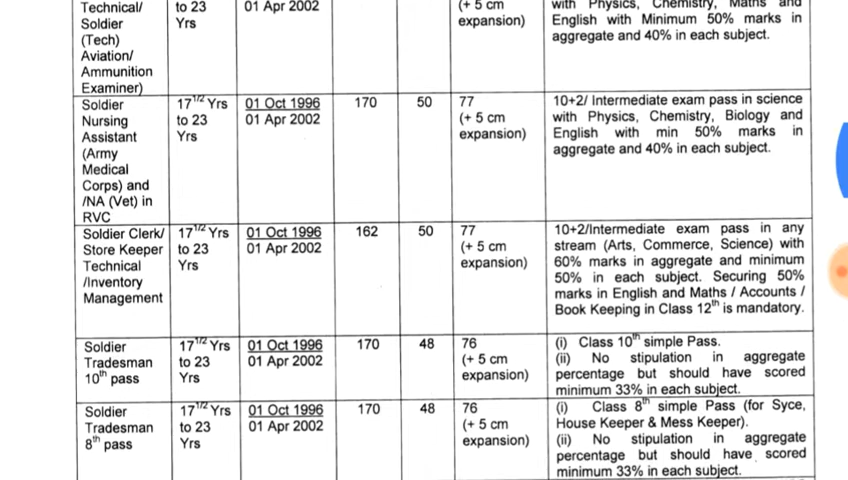 Technical/
Soldier
(Tech)
Aviation/
Ammunition
Examiner)
to 23
Yrs
01 Apr 2002
(+ 5 cm
expansion)
with Physics, Chemistry, Maths and
English with Minimum 50% marks in
aggregate and 40% in each subject.
Soldier
Nursing
Assistant
(Army
Medical
Corps) and
/NA (Vet) in
RVC
17 1/2 Yrs
to 23
Yrs
01 Oct 1996
01 Apr 2002
170
50
77
(+ 5 cm
expansion)
10+2/ Intermediate exam pass in science
with Physics, Chemistry, Biology and
English with min 50% marks in
aggregate and 40% in each subject.
Soldier Clerk/
Store Keeper
Technical
/Inventory
Management
17 1/2 Yrs
to 23
Yrs
01 Oct 1996
01 Apr 2002
162
50
77
(+ 5 cm
expansion)
10+2/Intermediate exam pass in any
stream (Arts, Commerce, Science) with
60% marks in aggregate and minimum
50% in each subject. Securing 50%
marks in English and Maths / Accounts /
Book Keeping in Class 12th is mandatory.
Soldier
Tradesman
10th pass
17 1/2 Yrs
to 23
Yrs
01 Oct 1996
01 Apr 2002
170
48
76
(+ 5 cm
expansion)
(i) Class 10th simple Pass.
(ii) No stipulation in aggregate
percentage but should have scored
minimum 33% in each subject.
Soldier
Tradesman
8th pass
17 1/2 Yrs
to 23
Yrs
01 Oct 1996
01 Apr 2002
170
48
76
(+ 5 cm
expansion)
(i) Class 8th simple Pass (for Syce,
House Keeper & Mess Keeper).
(ii) No stipulation in aggregate
percentage but should have scored
minimum 33% in each subject.